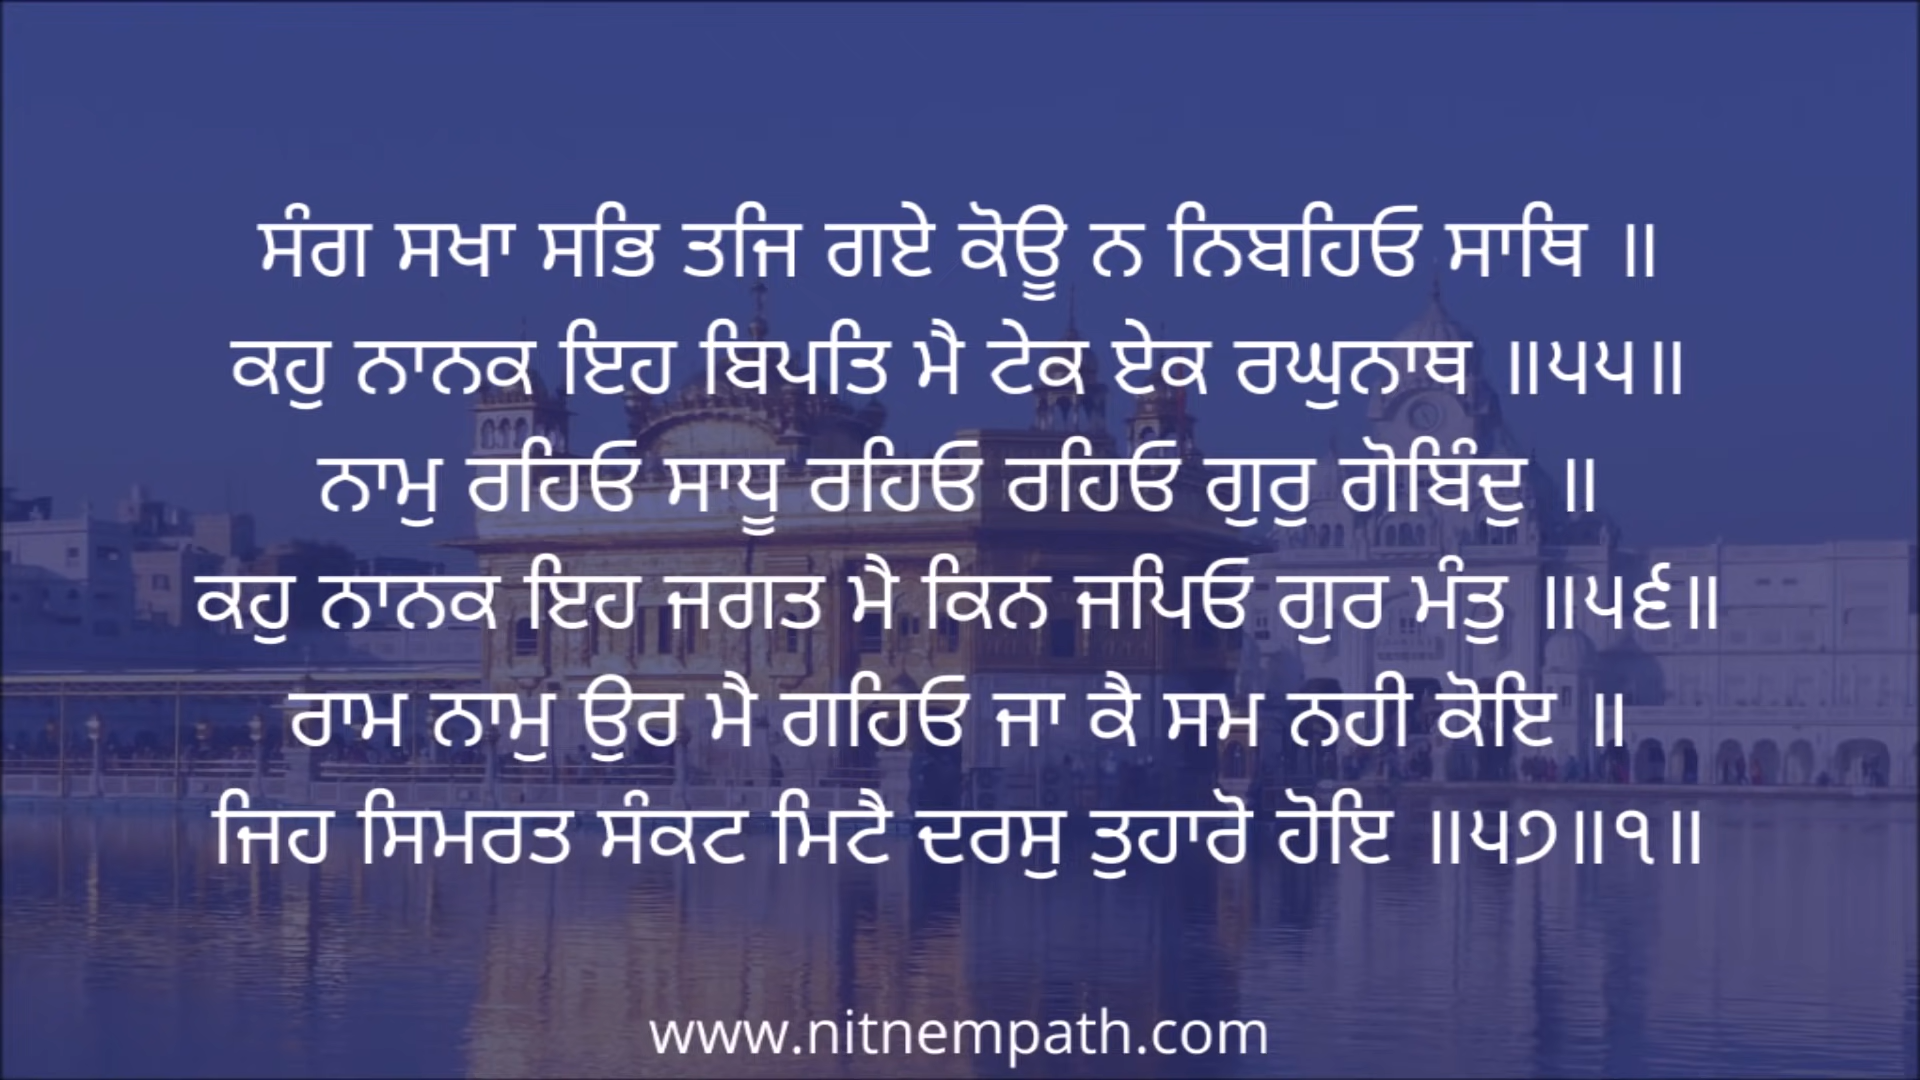 ਸੰਗ ਸਖਾ ਸਭਿ ਤਜਿ ਗਏ ਕੋਊ ਨ ਨਿਬਹਿਓ ਸਾਥਿ ॥
ਕਹੁ ਨਾਨਕ ਇਹ ਬਿਪਤਿ ਮੈ ਟੇਕ ਏਕ ਰਘੁਨਾਥ ॥੫੫॥
ਨਾਮੁ ਰਹਿਓ ਸਾਧੂ ਰਹਿਓ ਰਹਿਓ ਗੁਰੁ ਗੋਬਿੰਦੁ ॥
ਕਹੁ ਨਾਨਕ ਇਹ ਜਗਤ ਮੈ ਕਿਨ ਜਪਿਓ ਗੁਰ ਮੰਤੁ ॥੫੬॥
ਰਾਮ ਨਾਮੁ ਉਰ ਮੈ ਗਹਿਓ ਜਾ ਕੈ ਸਮ ਨਹੀ ਕੋਇ ॥
ਜਿਹ ਸਿਮਰਤ ਸੰਕਟ ਮਿਟੈ ਦਰਸੁ ਤੁਹਾਰੋ ਹੋਇ ॥੫੭॥੧॥
www.nitnempath.com